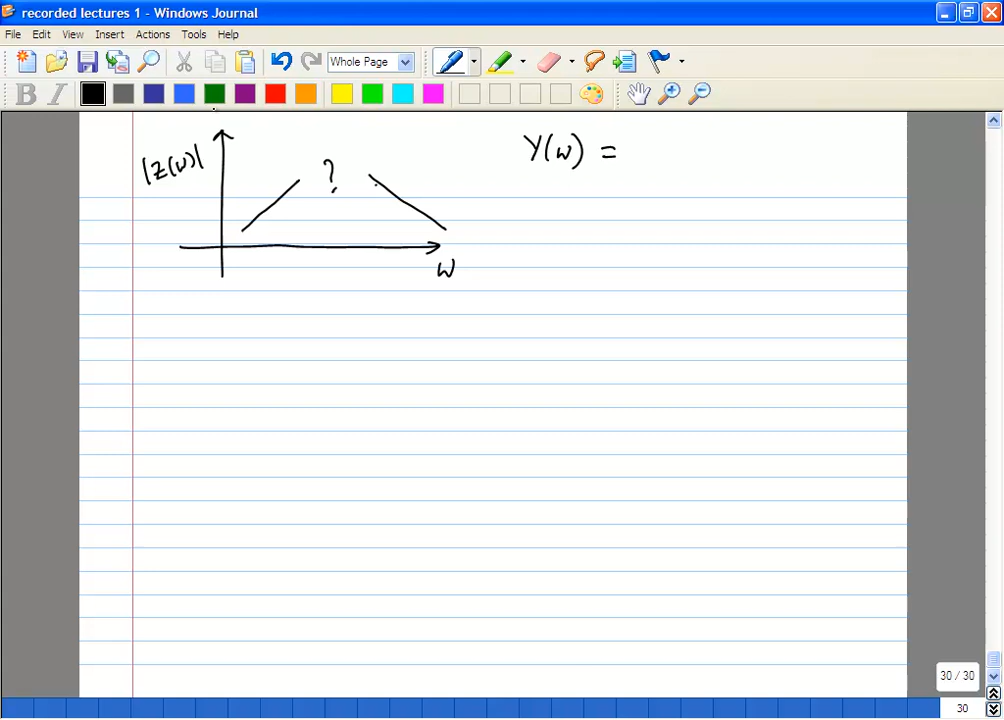 recorded lectures 1 - Windows Journal
File Edit View Insert Actions Tools Help
Whole Page
B I
|Z(w)|
?
Y(w) =
w
30 / 30
30